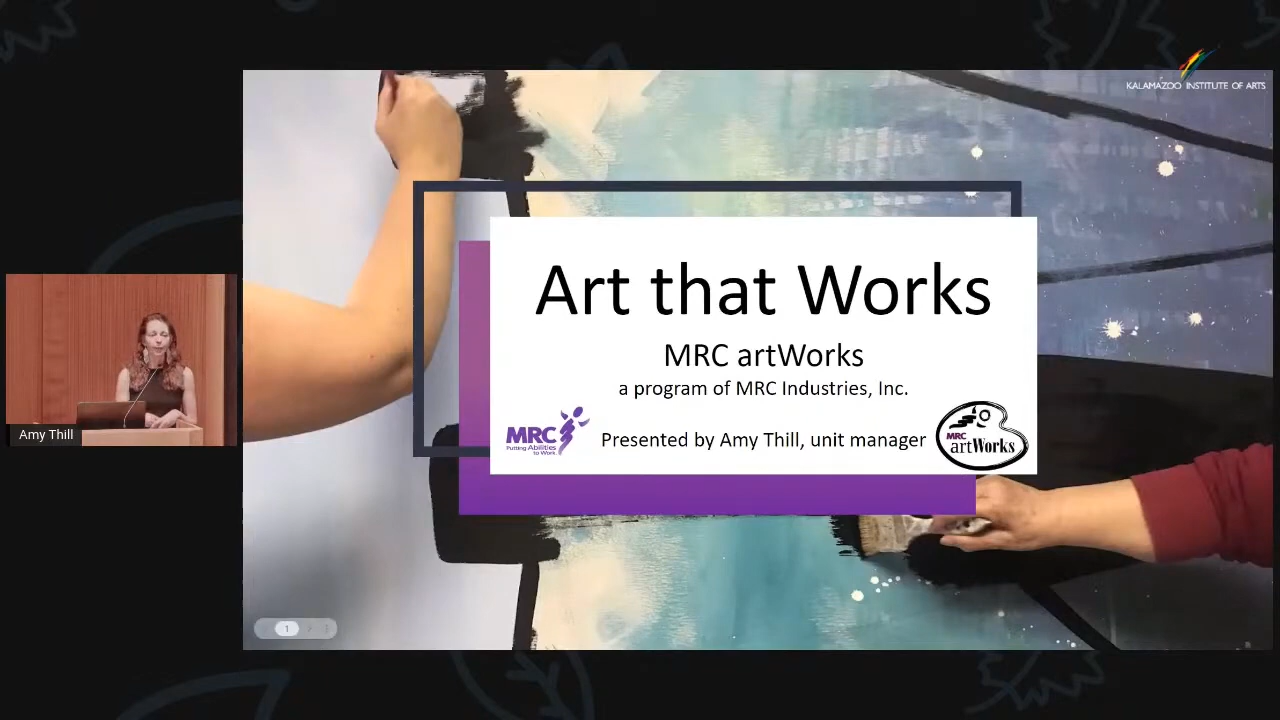 KALAMAZOO INSTITUTE OF ARTS
Art that Works
MRC artWorks
a program of MRC Industries, Inc.
MRC
Putting Abilities
to Work.
Presented by Amy Thill, unit manager
MRC
artWorks
Amy Thill
1